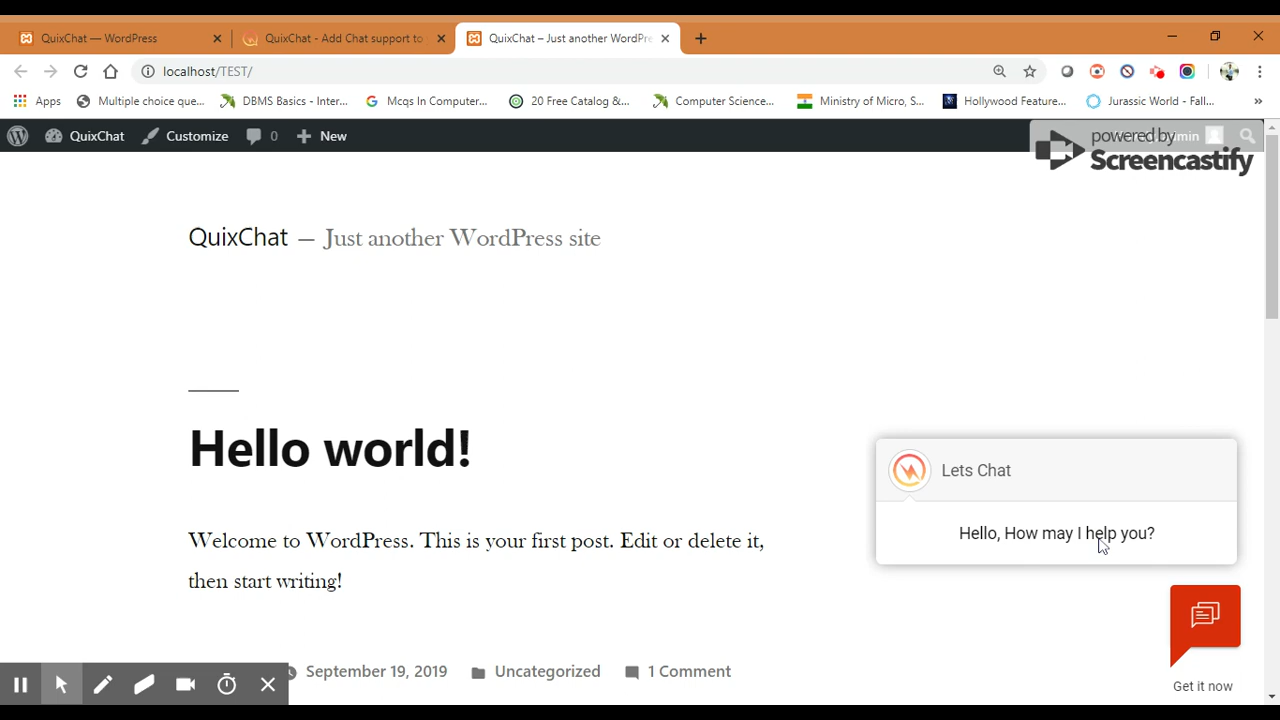 QuixChat — WordPress
QuixChat - Add Chat support to
QuixChat – Just another WordPre
localhost/TEST/
Apps
Multiple choice que...
DBMS Basics - Inter...
Mcqs In Computer...
20 Free Catalog &...
Computer Science...
Ministry of Micro, S...
Hollywood Feature...
Jurassic World - Fall...
»
QuixChat
Customize
0
New
powered by
Screencastify
QuixChat — Just another WordPress site
Hello world!
Welcome to WordPress. This is your first post. Edit or delete it,
then start writing!
Lets Chat
Hello, How may I help you?
September 19, 2019
Uncategorized
1 Comment
Get it now